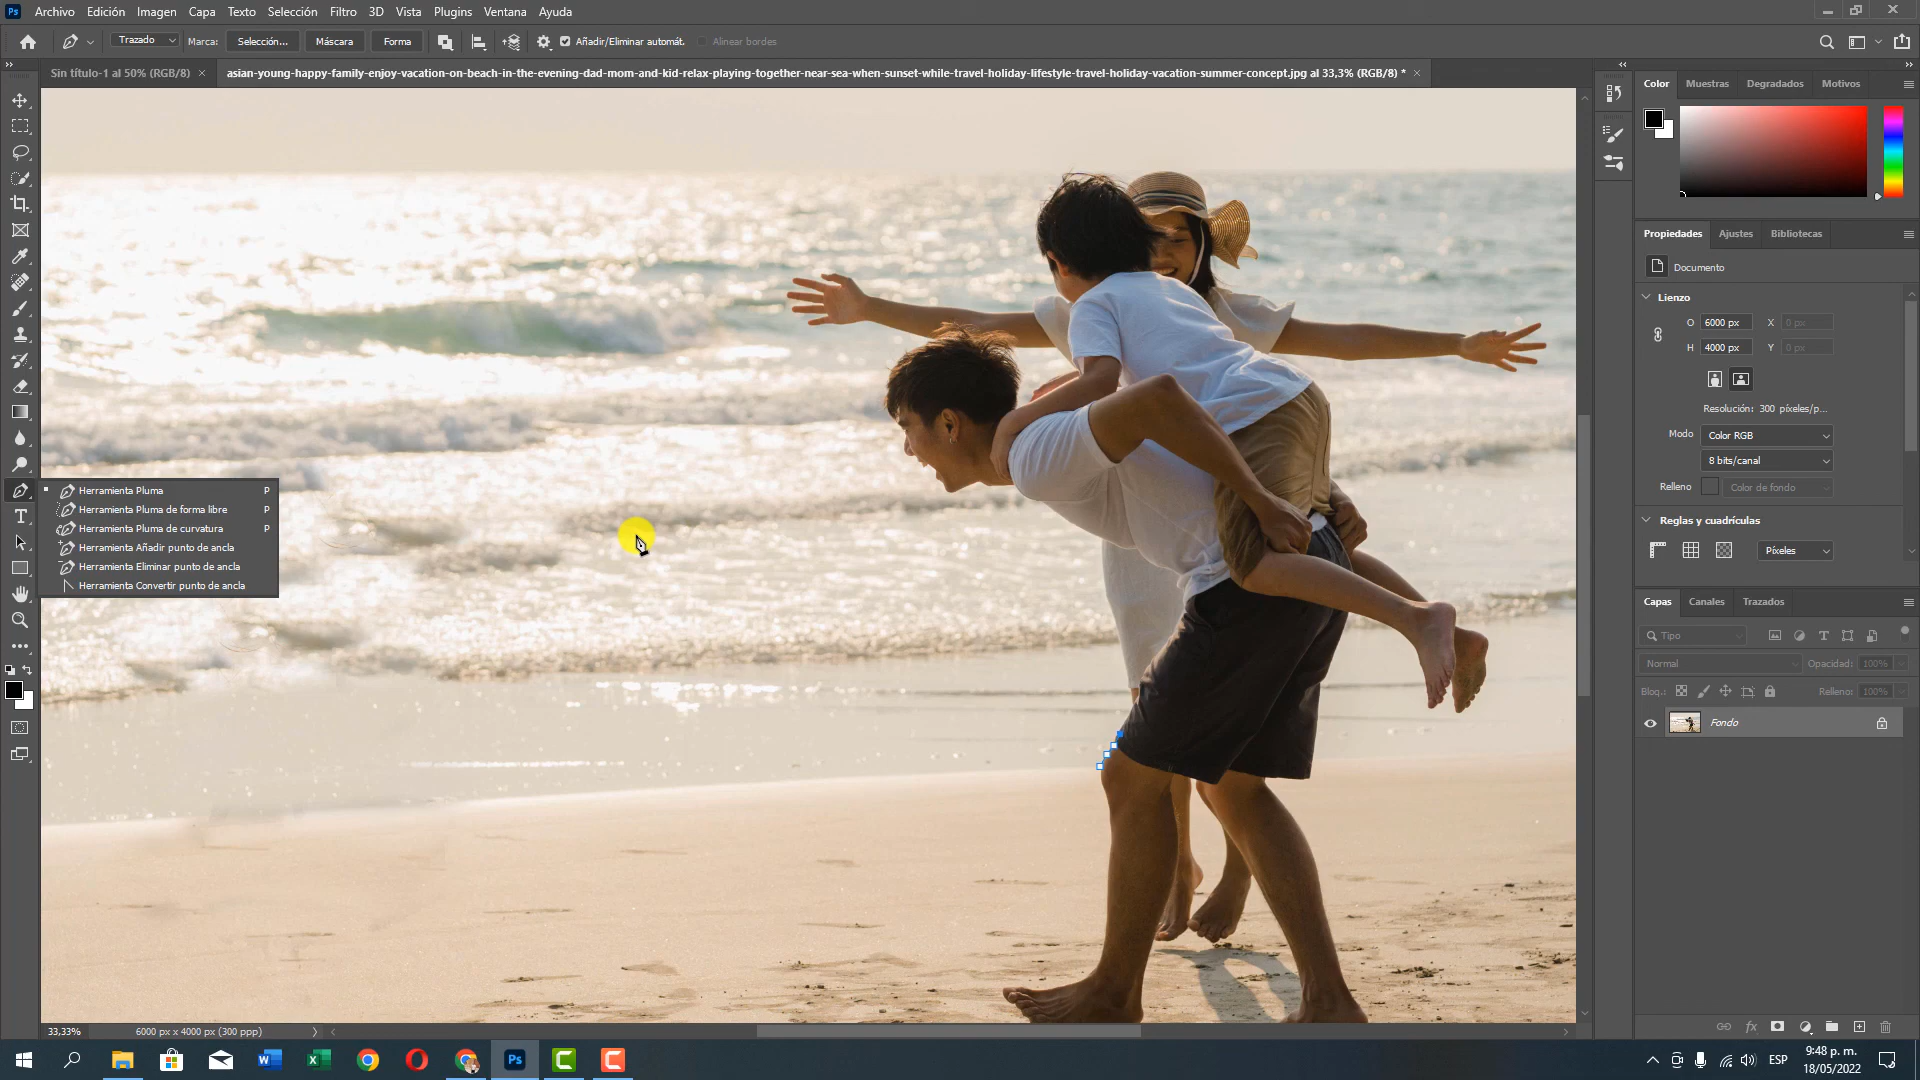 Ps Archivo Edición Imagen Capa Texto Selección Filtro 3D Vista Plugins Ventana Ayuda
Trazado Marca: Selección... Máscara Forma Añadir/Eliminar automát. Alinear bordes
Sin título-1 al 50% (RGB/8) × asian-young-happy-family-enjoy-vacation-on-beach-in-the-evening-dad-mom-and-kid-relax-playing-together-near-sea-when-sunset-while-travel-holiday-lifestyle-travel-holiday-vacation-summer-concept.jpg al 33,3% (RGB/8) * ×
Color Muestras Degradados Motivos
Propiedades Ajustes Bibliotecas
Documento
Lienzo
O 6000 px X 0 px
H 4000 px Y 0 px
Resolución: 300 píxeles/p...
Modo Color RGB
8 bits/canal
Relleno Color de fondo
Reglas y cuadrículas
Píxeles
Herramienta Pluma P
Herramienta Pluma de forma libre P
Herramienta Pluma de curvatura P
Herramienta Añadir punto de ancla
Herramienta Eliminar punto de ancla
Herramienta Convertir punto de ancla
Capas Canales Trazados
Tipo
Normal Opacidad: 100%
Bloq.: Relleno: 100%
Fondo
33,33% 6000 px x 4000 px (300 ppp)
ESP
9:48 p. m.
18/05/2022